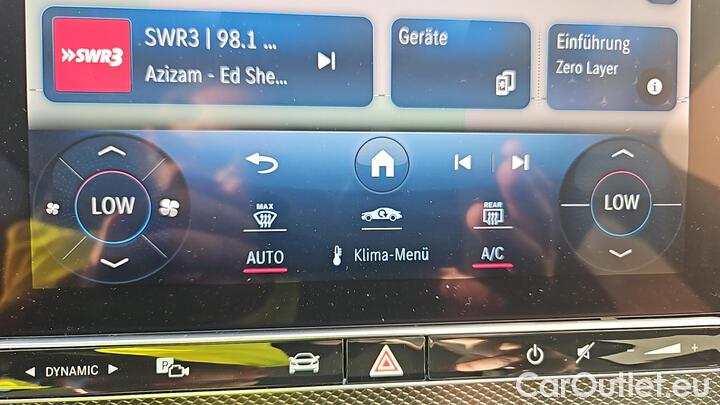 SWR3 | 98.1 ...
Geräte
Einführung
SWR3
Azizam - Ed She...
Zero Layer
LOW
MAX
REAR
LOW
AUTO
Klima-Menü
A/C
DYNAMIC
P
CarOutlet.eu